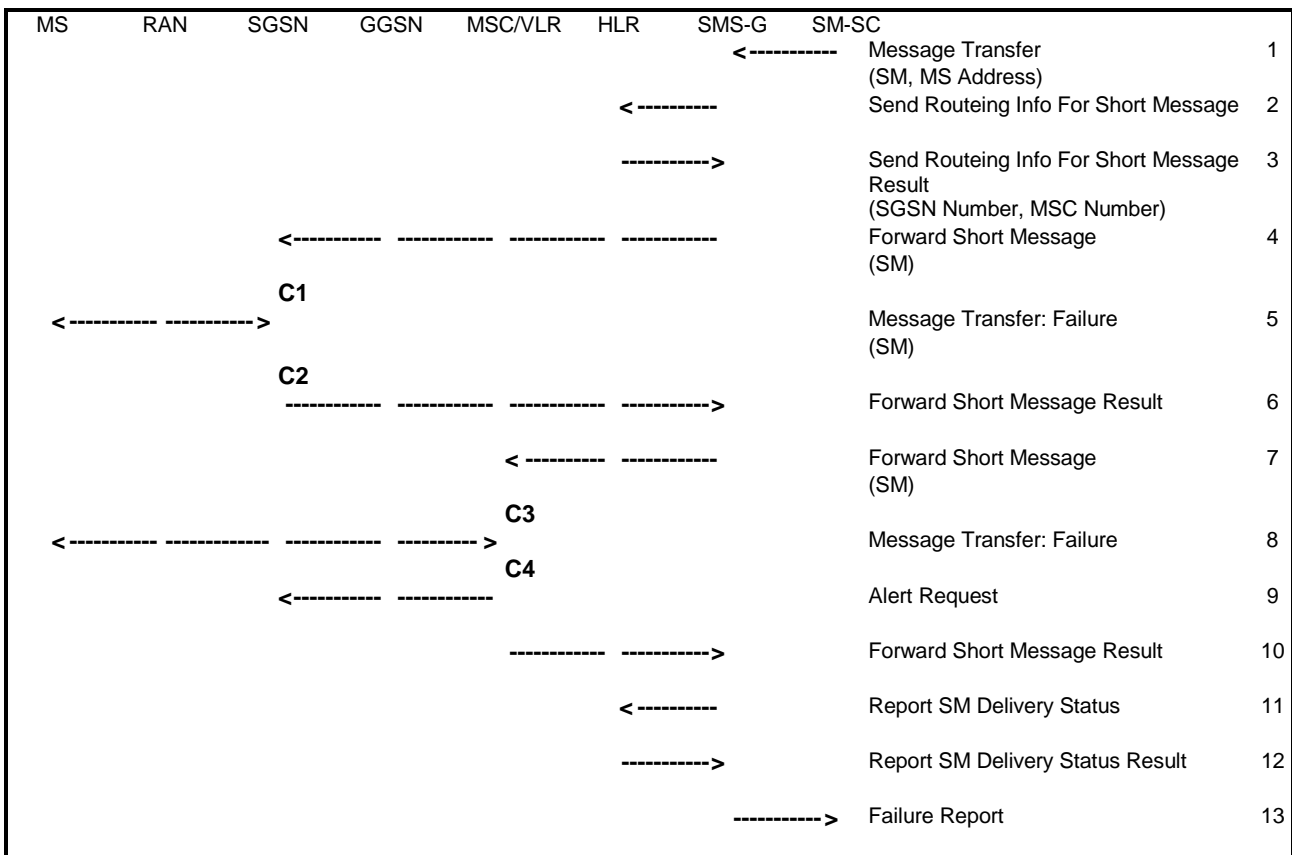 MS RAN SGSN GGSN MSC/VLR HLR SMS-G SM-SC
<----------- Message Transfer 1
(SM, MS Address)
<---------- Send Routeing Info For Short Message 2
-----------> Send Routeing Info For Short Message 3
Result
(SGSN Number, MSC Number)
<----------- ------------ ------------ ------------ Forward Short Message 4
(SM)
C1
<----------- -----------> Message Transfer: Failure 5
(SM)
C2
------------ ------------ ------------ -----------> Forward Short Message Result 6
<---------- ------------ Forward Short Message 7
(SM)
C3
<----------- ------------- ------------ ----------> Message Transfer: Failure 8
C4
<----------- ------------ Alert Request 9
------------ -----------> Forward Short Message Result 10
<---------- Report SM Delivery Status 11
-----------> Report SM Delivery Status Result 12
-----------> Failure Report 13